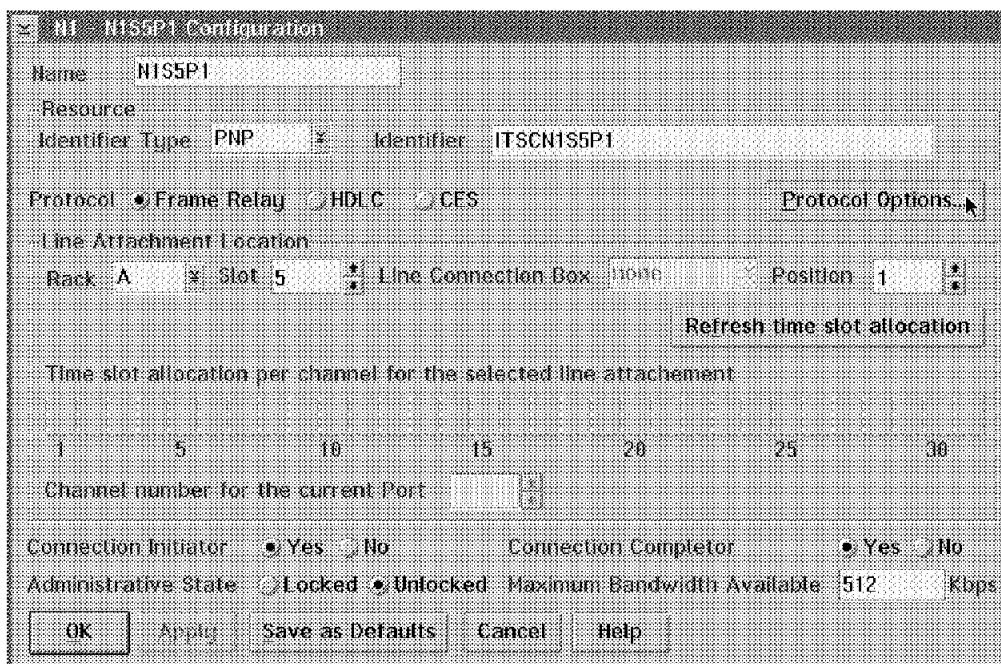 N1 - N1S5P1 Configuration
Name N1S5P1
Resource
Identifier Type PNP Identifier ITSCN1S5P1
Protocol Frame Relay HDLC CES Protocol Options...
Line Attachment Location
Rack A Slot 5 Line Connection Box none Position 1
Refresh time slot allocation
Time slot allocation per channel for the selected line attachement
1 5 10 15 20 25 30
Channel number for the current Port
Connection Initiator Yes No Connection Completor Yes No
Administrative State Locked Unlocked Maximum Bandwidth Available 512 Kbps
OK Apply Save as Defaults Cancel Help